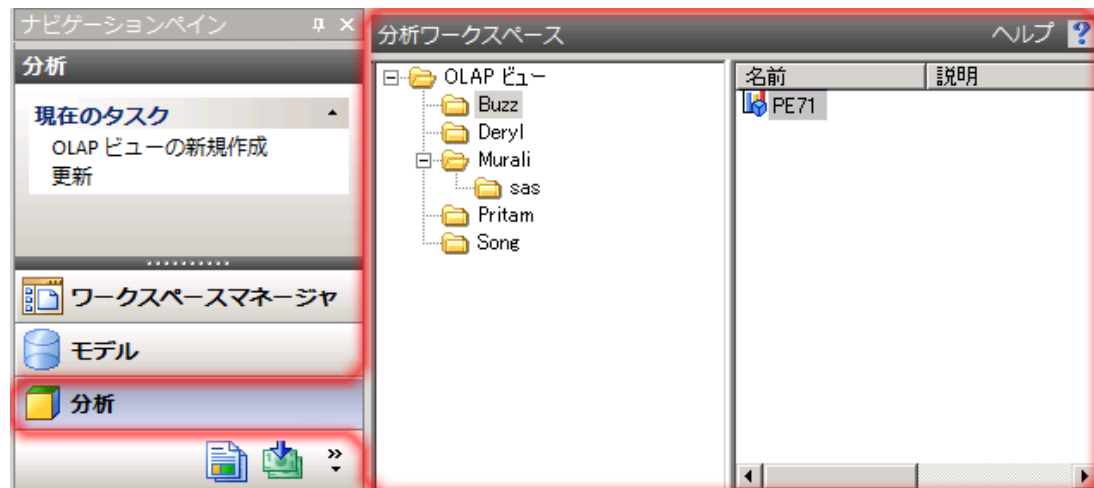 ナビゲーションペイン
分析
現在のタスク
OLAP ビューの新規作成
更新
ワークスペースマネージャ
モデル
分析
分析ワークスペース
ヘルプ
OLAP ビュー
Buzz
Deryl
Murali
sas
Pritam
Song
名前 説明
PE71